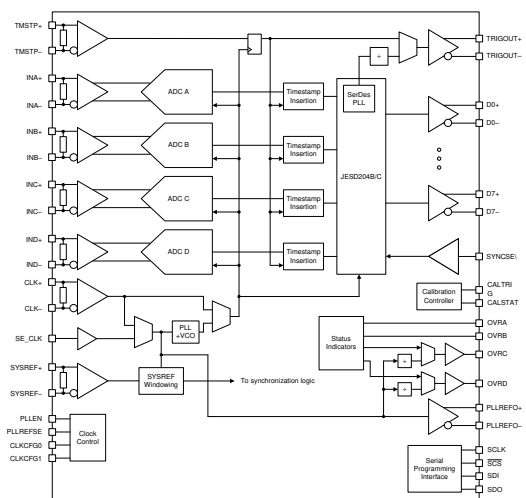 TMSTP+
TMSTP–
INA+
INA–
INB+
INB–
INC+
INC–
IND+
IND–
CLK+
CLK–
SE_CLK
SYSREF+
SYSREF–
PLLEN
PLLREFSE
CLKCFG0
CLKCFG1
Clock
Control
ADC A
ADC B
ADC C
ADC D
PLL
+VCO
SYSREF
Windowing
To synchronization logic
Timestamp
Insertion
Timestamp
Insertion
Timestamp
Insertion
Timestamp
Insertion
÷
SerDes
PLL
JESD204B/C
Status
Indicators
÷
÷
Calibration
Controller
Serial
Programming
Interface
TRIGOUT+
TRIGOUT–
D0+
D0–
D7+
D7–
SYNCSE\
CALTRI
G
CALSTAT
OVRA
OVRB
OVRC
OVRD
PLLREFO+
PLLREFO–
SCLK
SCS
SDI
SDO